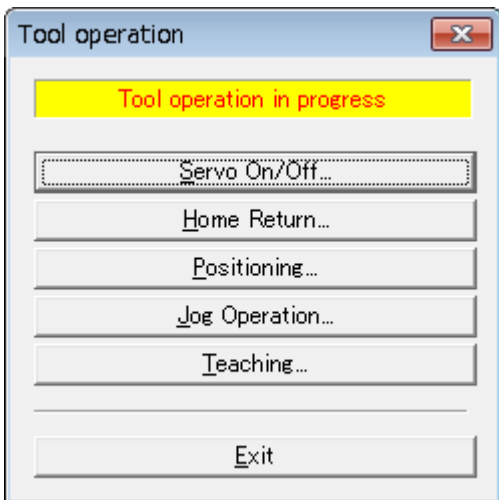 Tool operation
Tool operation in progress
Servo On/Off...
Home Return...
Positioning...
Jog Operation...
Teaching...
Exit